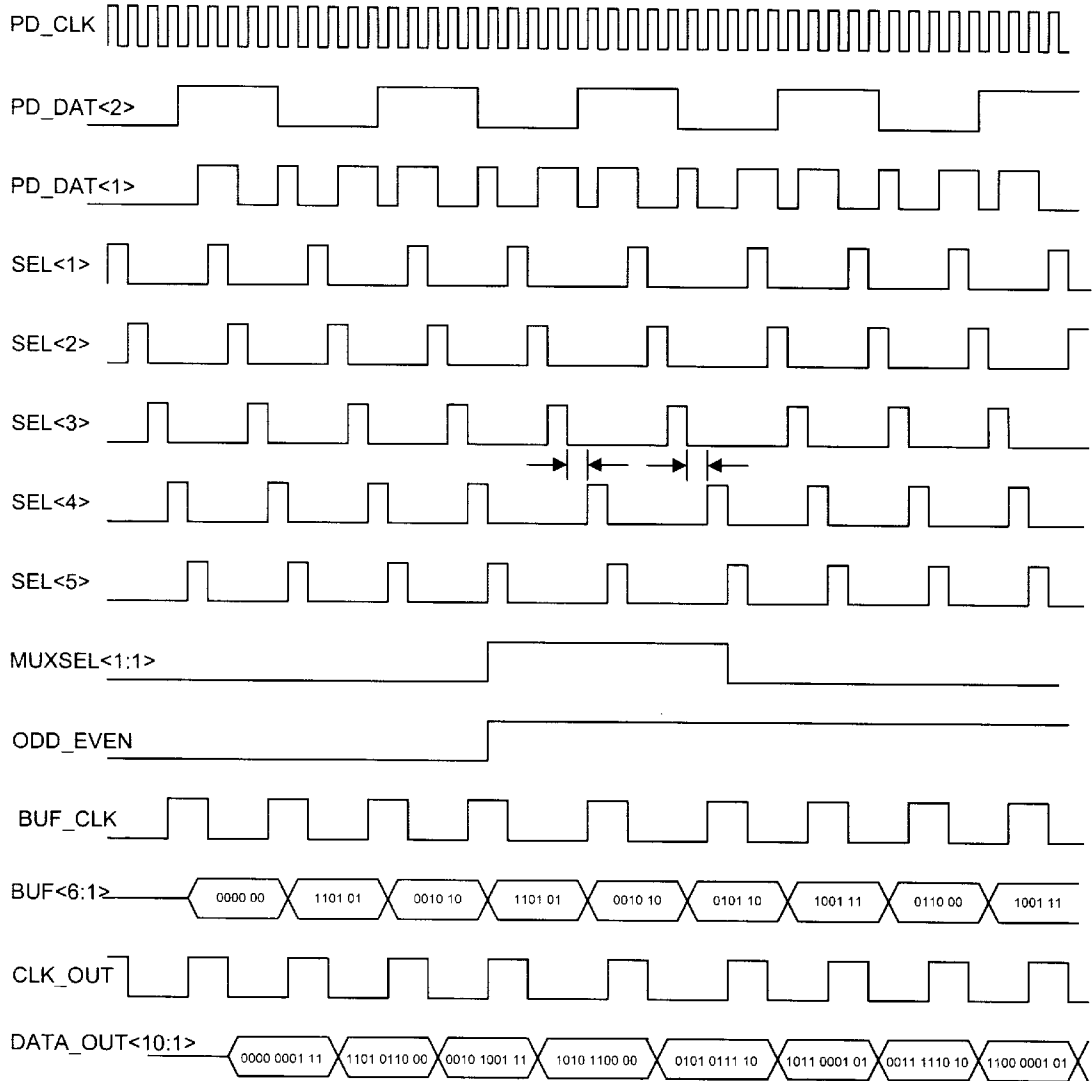 PD_CLK
PD_DAT<2>
PD_DAT<1>
SEL<1>
SEL<2>
SEL<3>
SEL<4>
SEL<5>
MUXSEL<1:1>
ODD_EVEN
BUF_CLK
BUF<6:1> 0000 00 1101 01 0010 10 1101 01 0010 10 0101 10 1001 11 0110 00 1001 11
CLK_OUT
DATA_OUT<10:1> 0000 0001 11 1101 0110 00 0010 1001 11 1010 1100 00 0101 0111 10 1011 0001 01 0011 1110 10 1100 0001 01